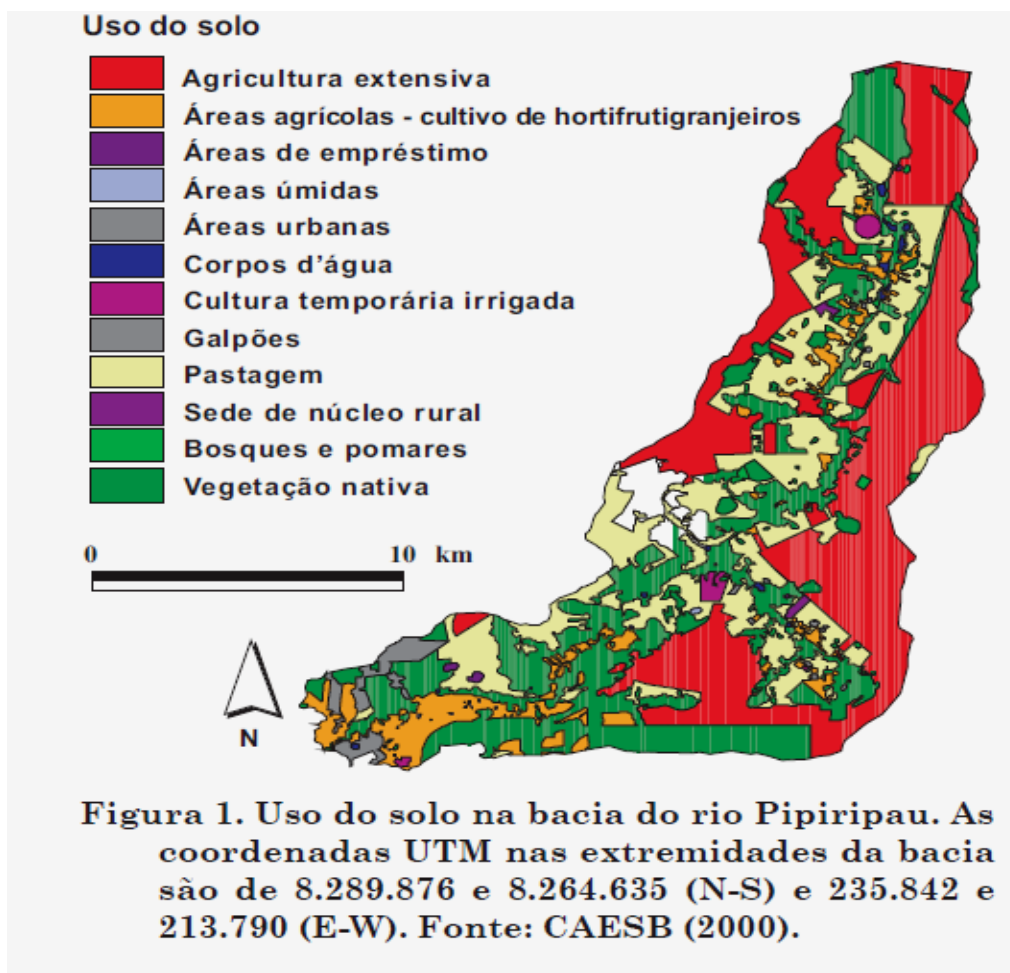 Uso do solo
Agricultura extensiva
Áreas agrícolas - cultivo de hortifrutigranjeiros
Áreas de empréstimo
Áreas úmidas
Áreas urbanas
Corpos d'água
Cultura temporária irrigada
Galpões
Pastagem
Sede de núcleo rural
Bosques e pomares
Vegetação nativa
0 10 km
N
Figura 1. Uso do solo na bacia do rio Pipiripau. As
coordenadas UTM nas extremidades da bacia
são de 8.289.876 e 8.264.635 (N-S) e 235.842 e
213.790 (E-W). Fonte: CAESB (2000).